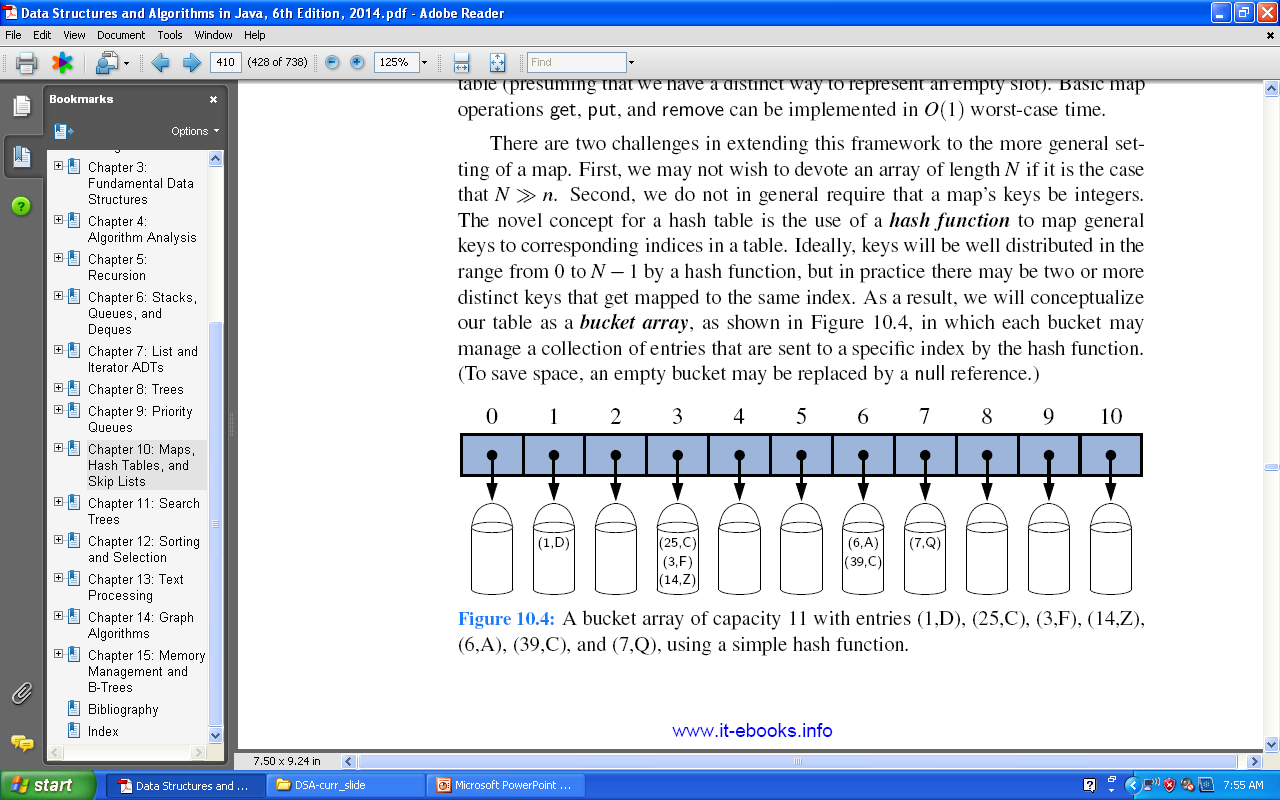 Data Structures and Algorithms in Java, 6th Edition, 2014.pdf - Adobe Reader
File Edit View Document Tools Window Help
410 (428 of 738) 125% Find
Bookmarks
Options
Chapter 3:
Fundamental Data
Structures
Chapter 4:
Algorithm Analysis
Chapter 5:
Recursion
Chapter 6: Stacks,
Queues, and
Deques
Chapter 7: List and
Iterator ADTs
Chapter 8: Trees
Chapter 9: Priority
Queues
Chapter 10: Maps,
Hash Tables, and
Skip Lists
Chapter 11: Search
Trees
Chapter 12: Sorting
and Selection
Chapter 13: Text
Processing
Chapter 14: Graph
Algorithms
Chapter 15: Memory
Management and
B-Trees
Bibliography
Index
table (presuming that we have a distinct way to represent an empty slot). Basic map
operations get, put, and remove can be implemented in O(1) worst-case time.
There are two challenges in extending this framework to the more general set-
ting of a map. First, we may not wish to devote an array of length N if it is the case
that N ≫ n. Second, we do not in general require that a map's keys be integers.
The novel concept for a hash table is the use of a hash function to map general
keys to corresponding indices in a table. Ideally, keys will be well distributed in the
range from 0 to N − 1 by a hash function, but in practice there may be two or more
distinct keys that get mapped to the same index. As a result, we will conceptualize
our table as a bucket array, as shown in Figure 10.4, in which each bucket may
manage a collection of entries that are sent to a specific index by the hash function.
(To save space, an empty bucket may be replaced by a null reference.)
0 1 2 3 4 5 6 7 8 9 10
(1,D) (25,C) (6,A) (7,Q)
(3,F) (39,C)
(14,Z)
Figure 10.4: A bucket array of capacity 11 with entries (1,D), (25,C), (3,F), (14,Z),
(6,A), (39,C), and (7,Q), using a simple hash function.
www.it-ebooks.info
7.50 x 9.24 in
start Data Structures and ... DSA-curr_slide Microsoft PowerPoint ... 7:55 AM